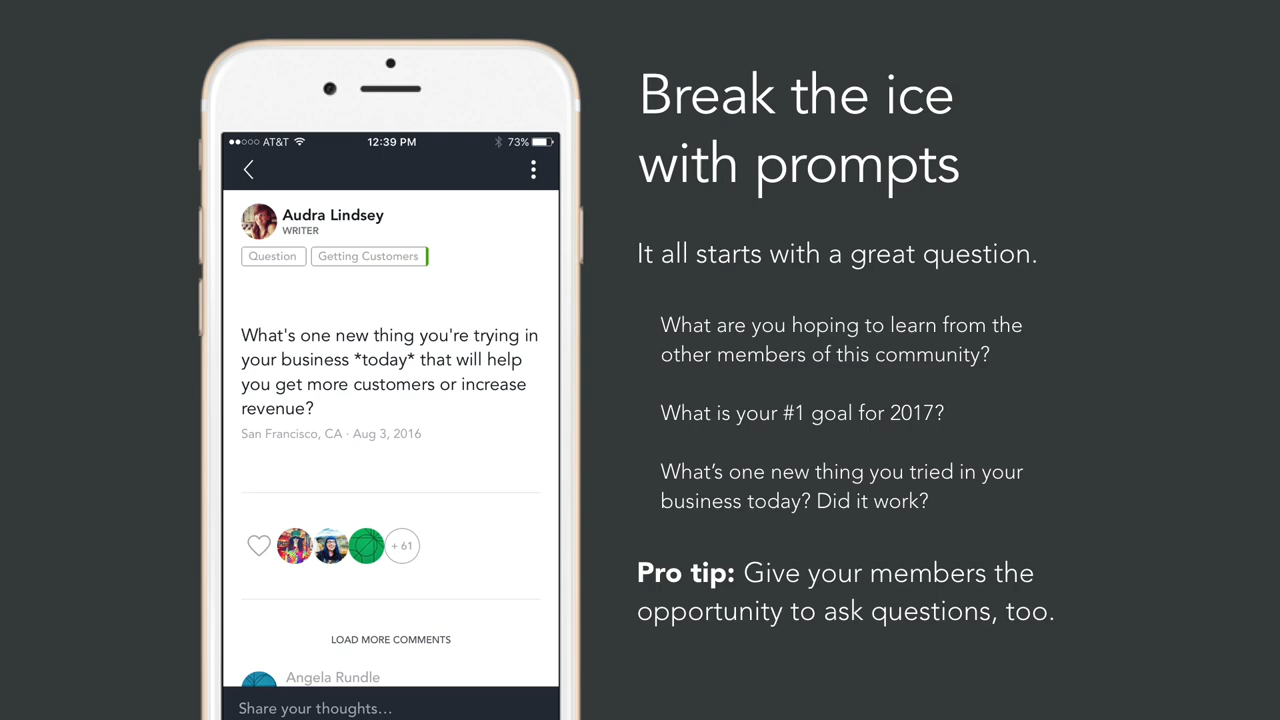 AT&T 12:39 PM 73%
Audra Lindsey
WRITER
Question Getting Customers
What's one new thing you're trying in
your business *today* that will help
you get more customers or increase
revenue?
San Francisco, CA · Aug 3, 2016
+ 61
LOAD MORE COMMENTS
Angela Rundle
Share your thoughts...
Break the ice
with prompts
It all starts with a great question.
What are you hoping to learn from the
other members of this community?
What is your #1 goal for 2017?
What’s one new thing you tried in your
business today? Did it work?
Pro tip: Give your members the
opportunity to ask questions, too.